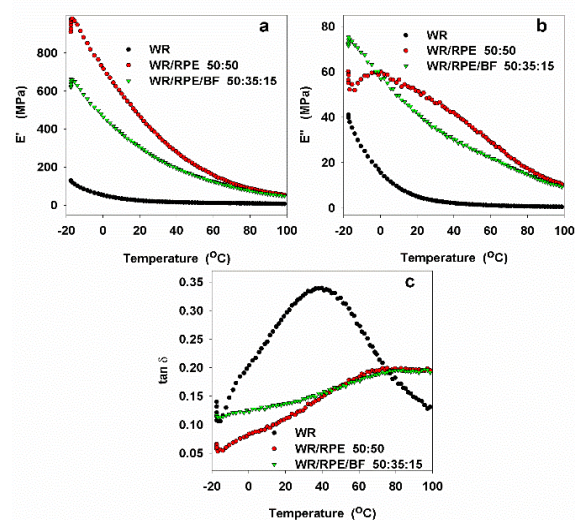 a
WR
WR/RPE 50:50
WR/RPE/BF 50:35:15
E' (MPa)
800
600
400
200
0
-20 0 20 40 60 80 100
Temperature (OC)
b
WR
WR/RPE 50:50
WR/RPE/BF 50:35:15
E'' (MPa)
80
60
40
20
0
-20 0 20 40 60 80 100
Temperature (OC)
c
tan δ
0.35
0.30
0.25
0.20
0.15
0.10
0.05
WR
WR/RPE 50:50
WR/RPE/BF 50:35:15
-20 0 20 40 60 80 100
Temperature (OC)